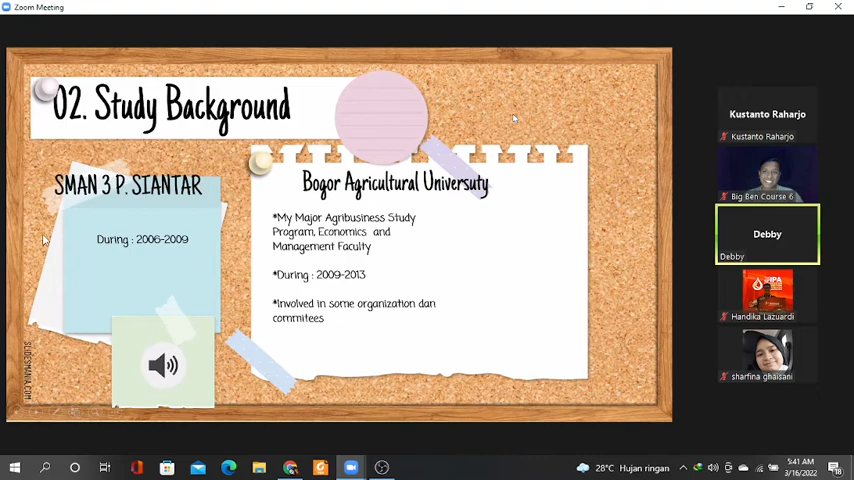 Zoom Meeting
02. Study Background
SMAN 3 P. SIANTAR
During : 2006-2009
Bogor Agricultural Universuty
*My Major Agribusiness Study
Program, Economics and
Management Faculty
*During : 2009-2013
*Involved in some organization dan
commitees
SLIDESMANIA.COM
Kustanto Raharjo
Kustanto Raharjo
Big Ben Course 6
Debby
Debby
Handika Lazuardi
sharfina ghaisani
28°C Hujan ringan
5:41 AM
3/16/2022
18